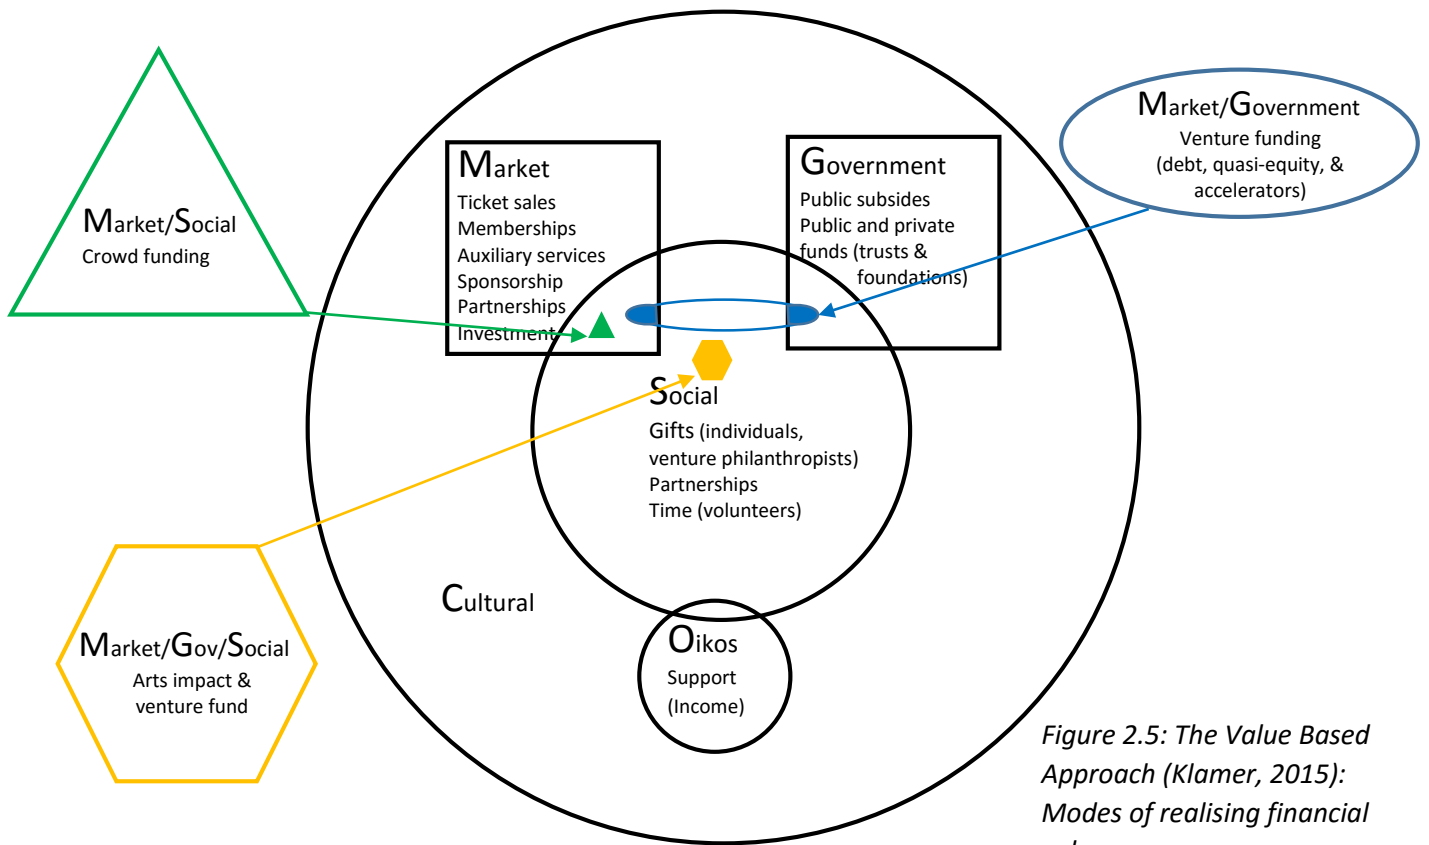 Market/Social
Crowd funding
Market
Ticket sales
Memberships
Auxiliary services
Sponsorship
Partnerships
Investment
Government
Public subsides
Public and private
funds (trusts &
foundations)
Market/Government
Venture funding
(debt, quasi-equity, &
accelerators)
Social
Gifts (individuals,
venture philanthropists)
Partnerships
Time (volunteers)
Cultural
Market/Gov/Social
Arts impact &
venture fund
Oikos
Support
(Income)
Figure 2.5: The Value Based
Approach (Klamer, 2015):
Modes of realising financial